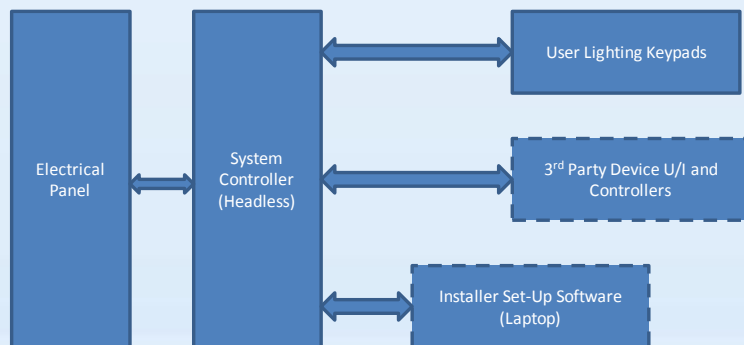 User Lighting Keypads
Electrical
Panel
System
Controller
(Headless)
3rd Party Device U/I and
Controllers
Installer Set-Up Software
(Laptop)